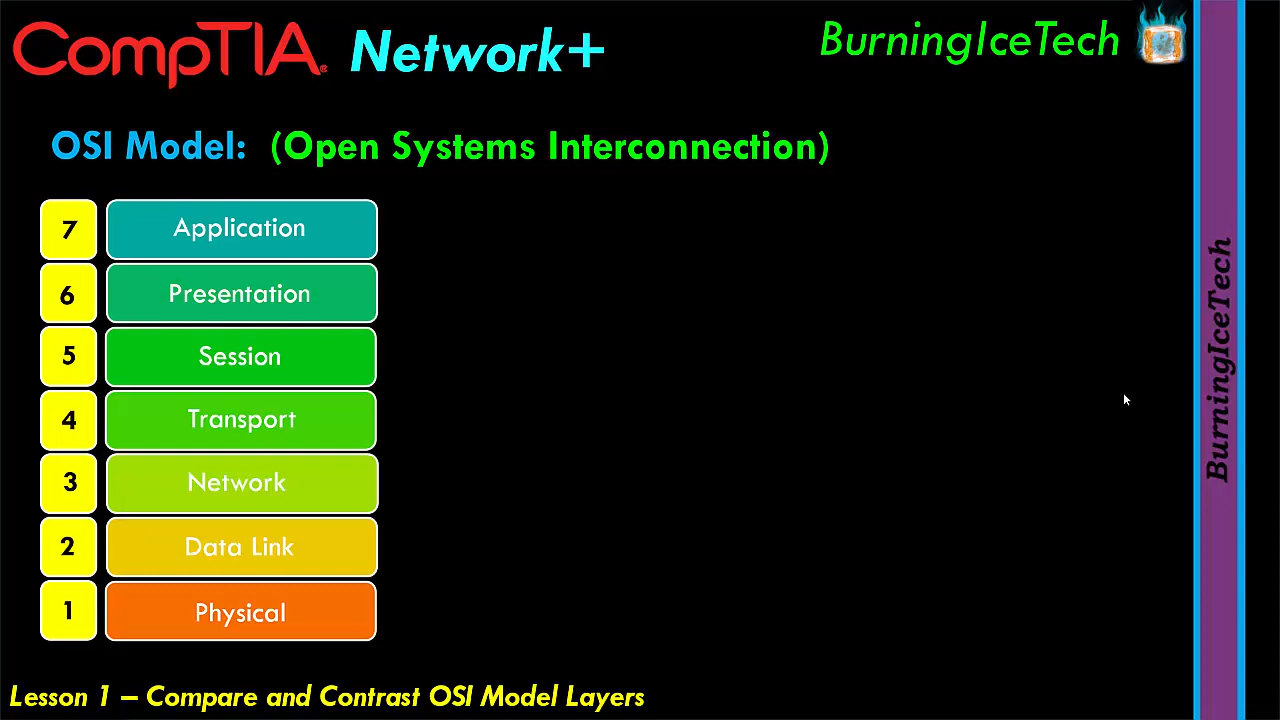 CompTIA® Network+
BurningIceTech
OSI Model: (Open Systems Interconnection)
7 Application
6 Presentation
5 Session
4 Transport
3 Network
2 Data Link
1 Physical
Lesson 1 – Compare and Contrast OSI Model Layers
BurningIceTech